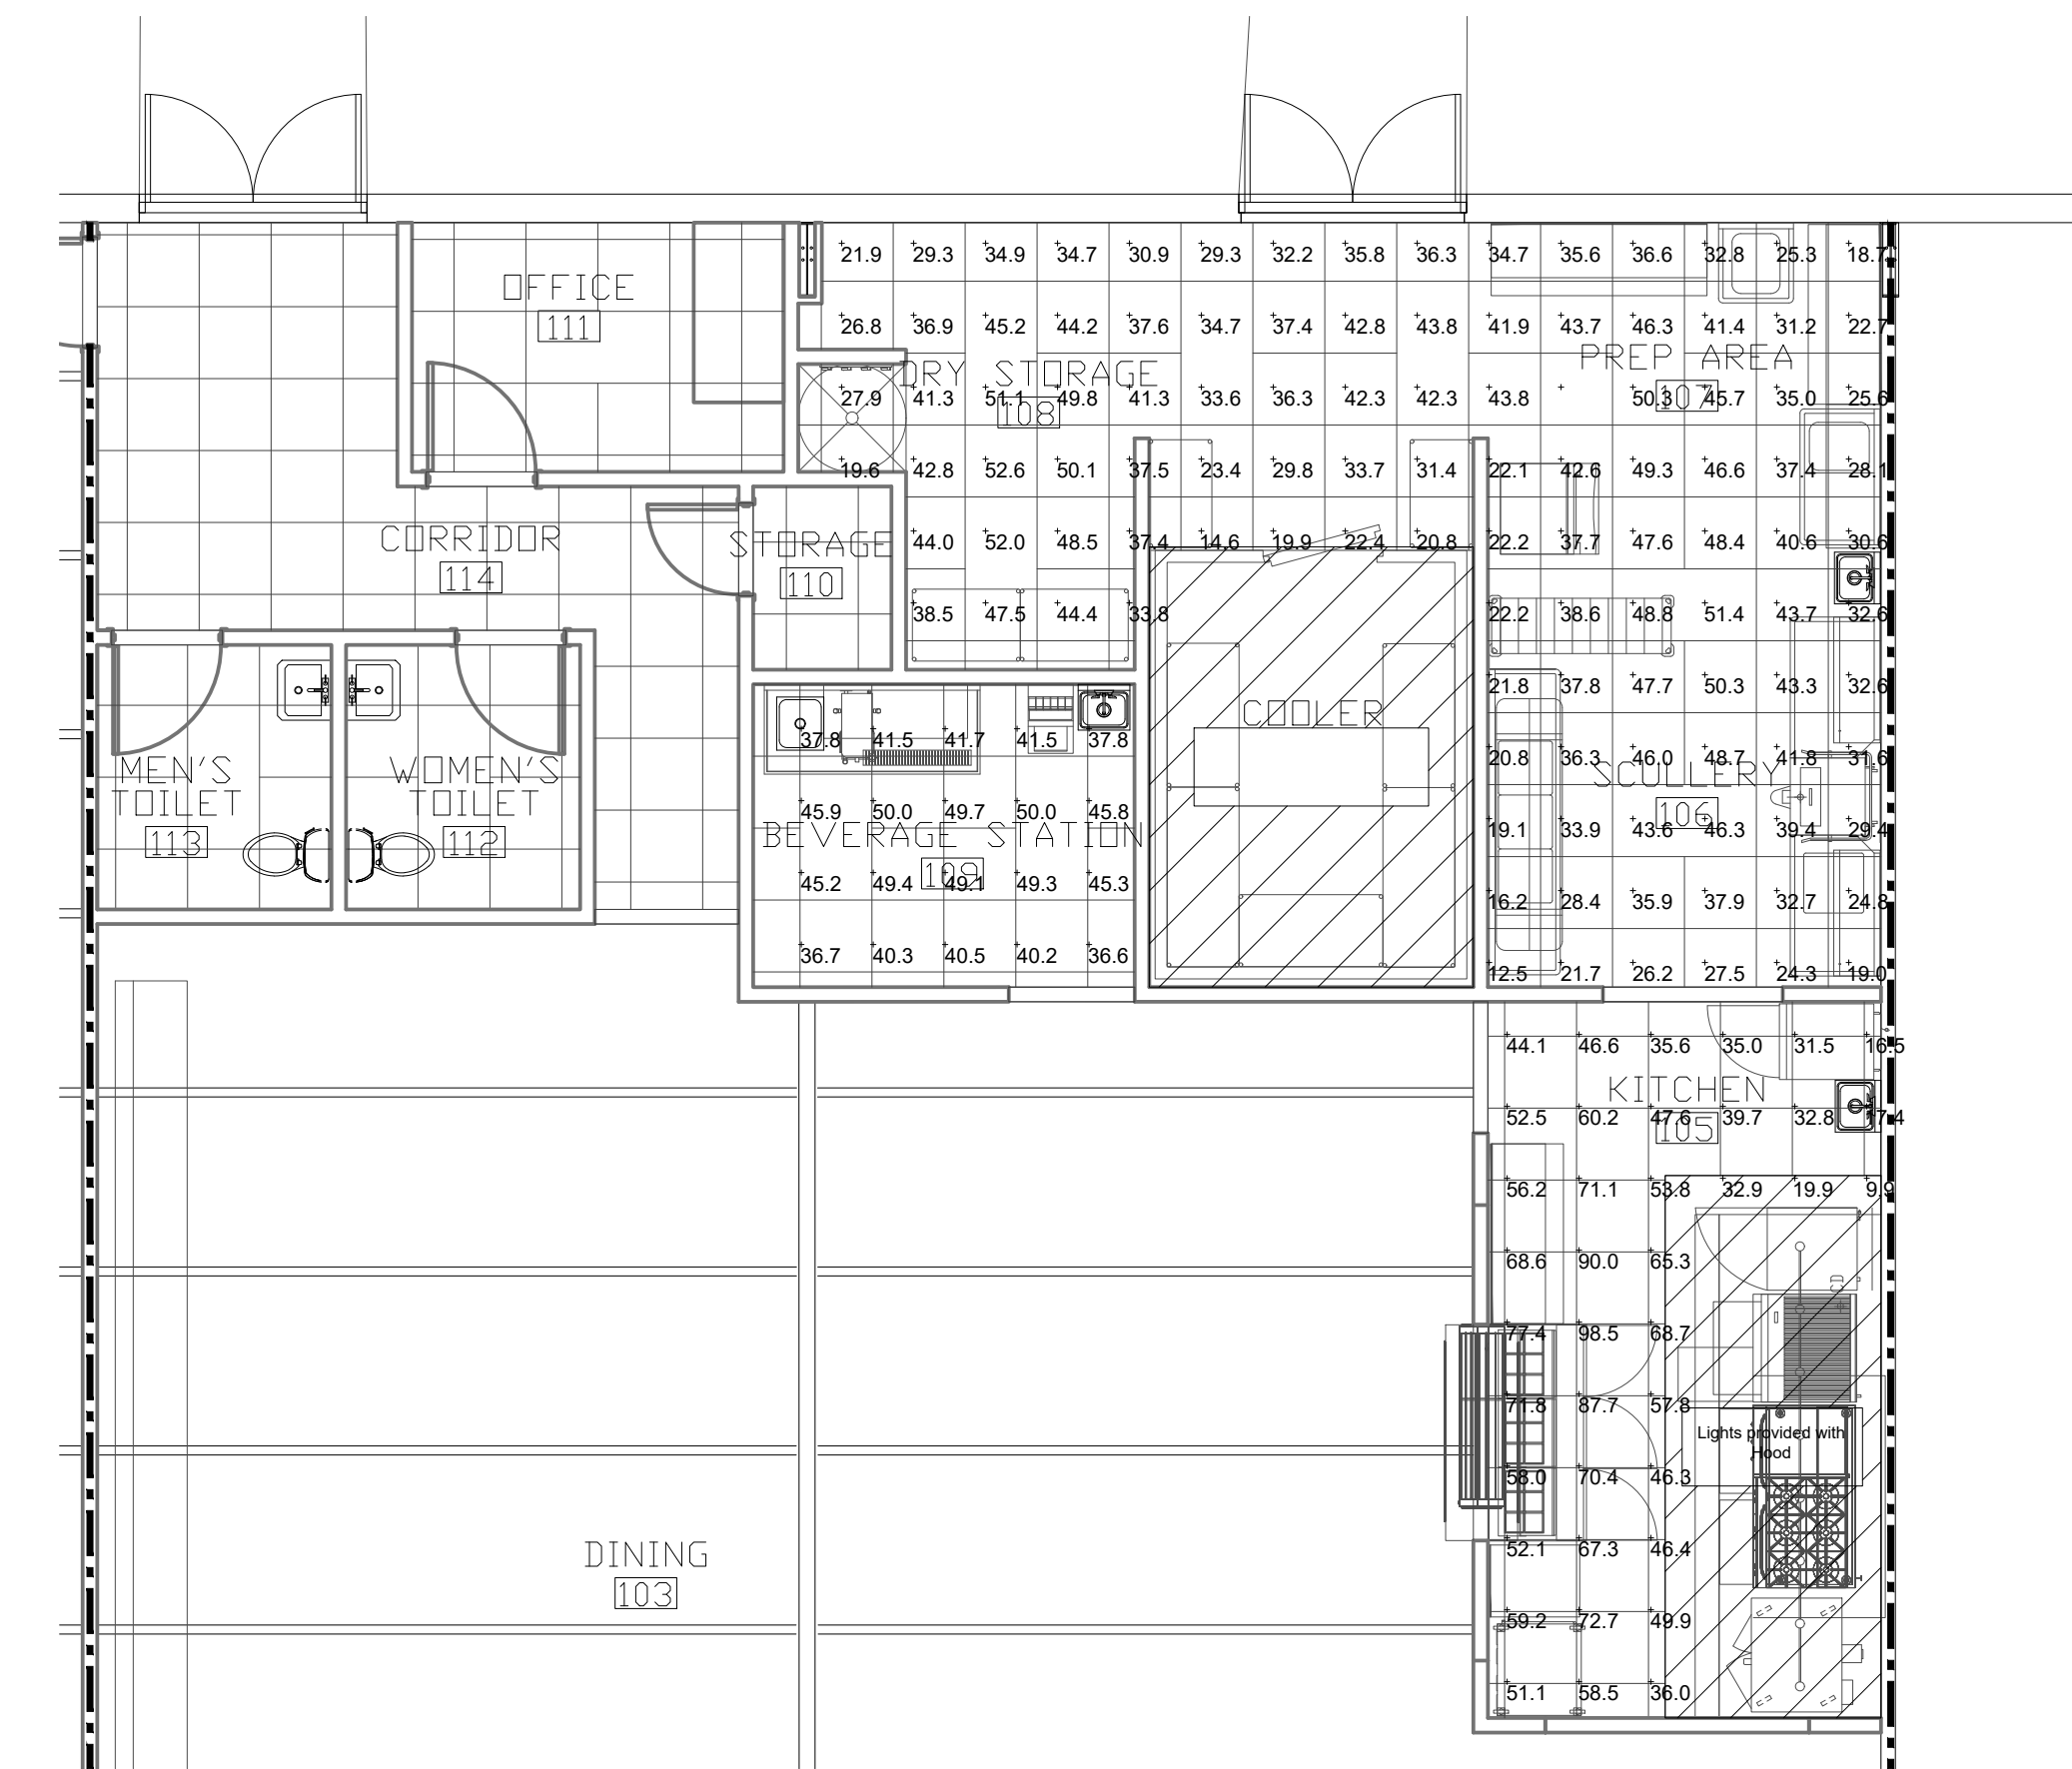 21.9 29.3 34.9 34.7 30.9 29.3 32.2 35.8 36.3 34.7 35.6 36.6 32.8 25.3 18.7
OFFICE
111
26.8 36.9 45.2 44.2 37.6 34.7 37.4 42.8 43.8 41.9 43.7 46.3 41.4 31.2 22.7
DRY STORAGE
108
PREP AREA
107
27.9 41.3 51.1 49.8 41.3 33.6 36.3 42.3 42.3 43.8 50.3 45.7 35.0 25.6
19.6 42.8 52.6 50.1 37.5 23.4 29.8 33.7 31.4 22.1 42.6 49.3 46.6 37.4 28.1
CORRIDOR
114
STORAGE
110
44.0 52.0 48.5 37.4 14.6 19.9 22.4 20.8 22.2 37.7 47.6 48.4 40.6 30.6
38.5 47.5 44.4 33.8 22.2 38.6 48.8 51.4 43.7 32.6
21.8 37.8 47.7 50.3 43.3 32.6
COOLER
37.8 41.5 41.7 41.5 37.8 20.8 36.3 46.0 48.7 41.8 31.6
MEN'S
TOILET
113
WOMEN'S
TOILET
112
SCULLERY
106
45.9 50.0 49.7 50.0 45.8 19.1 33.9 43.6 46.3 39.4 29.4
BEVERAGE STATION
109
45.2 49.4 49.1 49.3 45.3 16.2 28.4 35.9 37.9 32.7 24.8
36.7 40.3 40.5 40.2 36.6 12.5 21.7 26.2 27.5 24.3 19.0
44.1 46.6 35.6 35.0 31.5 16.5
KITCHEN
105
52.5 60.2 47.6 39.7 32.8
56.2 71.1 53.8 32.9 19.9 9.9
68.6 90.0 65.3
CD
77.4 98.5 68.7
71.8 87.7 57.8
Lights provided with
Hood
58.0 70.4 46.3
52.1 67.3 46.4
DINING
103
59.2 72.7 49.9
51.1 58.5 36.0